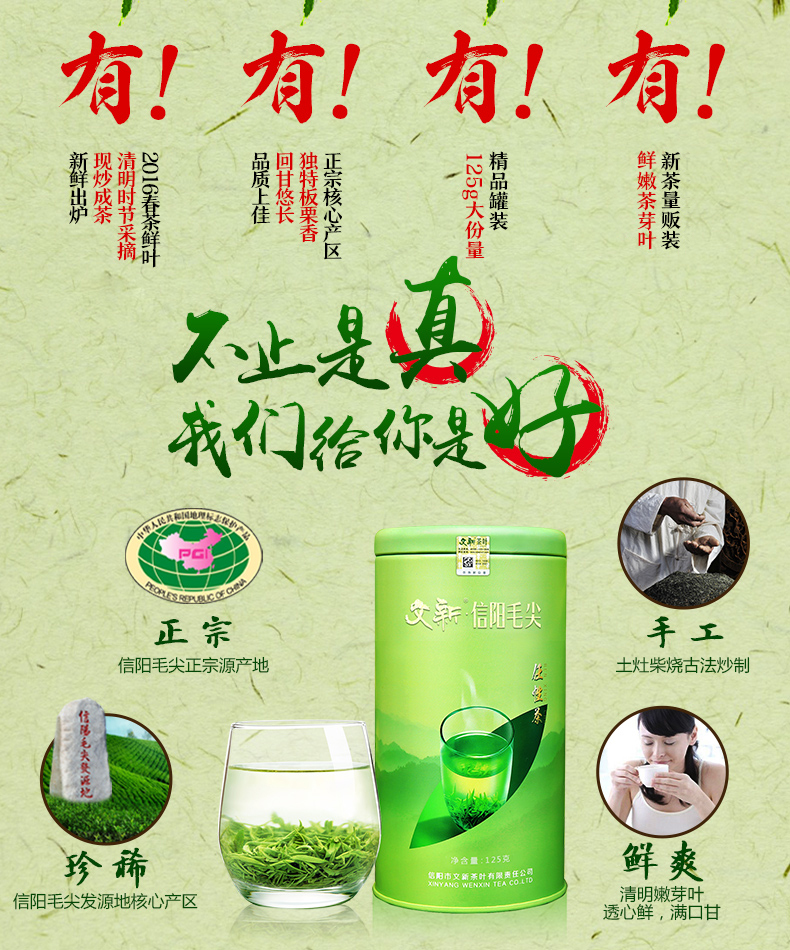 有!
有!
有!
有!
2016春茶鲜叶
清明时节采摘
现炒成茶
新鲜出炉
正宗核心产区
独特板栗香
回甘悠长
品质上佳
精品罐装
125g大份量
新茶量贩装
鲜嫩茶芽叶
不止是真
我们给你是好
中华人民共和国地理标志保护产品
PGI
PEOPLE'S REPUBLIC OF CHINA
正宗
信阳毛尖正宗源产地
文新茶叶
文新·信阳毛尖
净含量:125克
信阳市文新茶叶有限责任公司
XINYANG WENXIN TEA CO.LTD
手工
土灶柴烧古法炒制
信陽毛尖發源地
珍稀
信阳毛尖发源地核心产区
鲜爽
清明嫩芽叶
透心鲜，满口甘